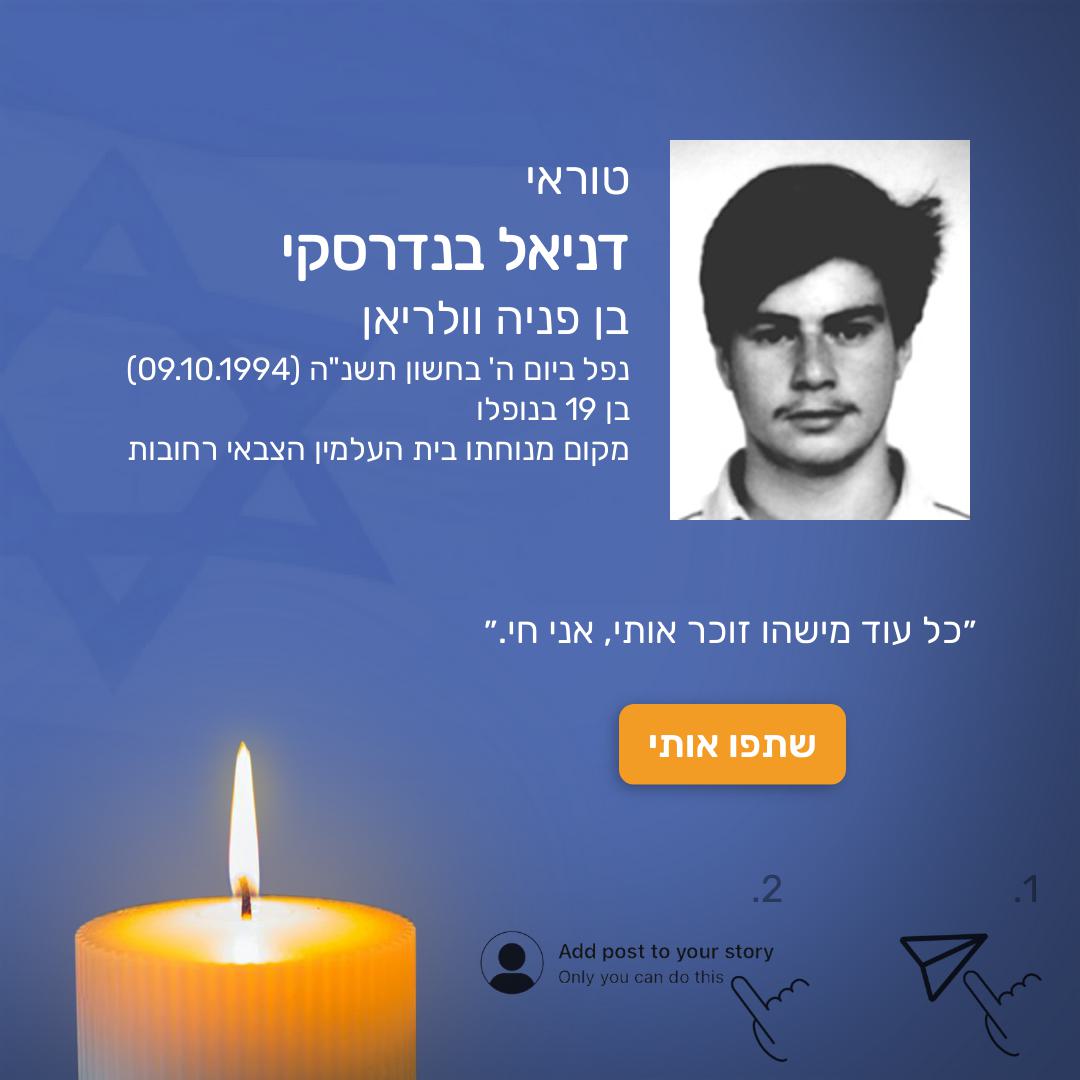 טוראי
דניאל בנדרסקי
בן פניה וולריאן
נפל ביום ה' בחשון תשנ"ה (09.10.1994)
בן 19 בנופלו
מקום מנוחתו בית העלמין הצבאי רחובות
״כל עוד מישהו זוכר אותי, אני חי.״
שתפו אותי
.1
.2
Add post to your story
Only you can do this